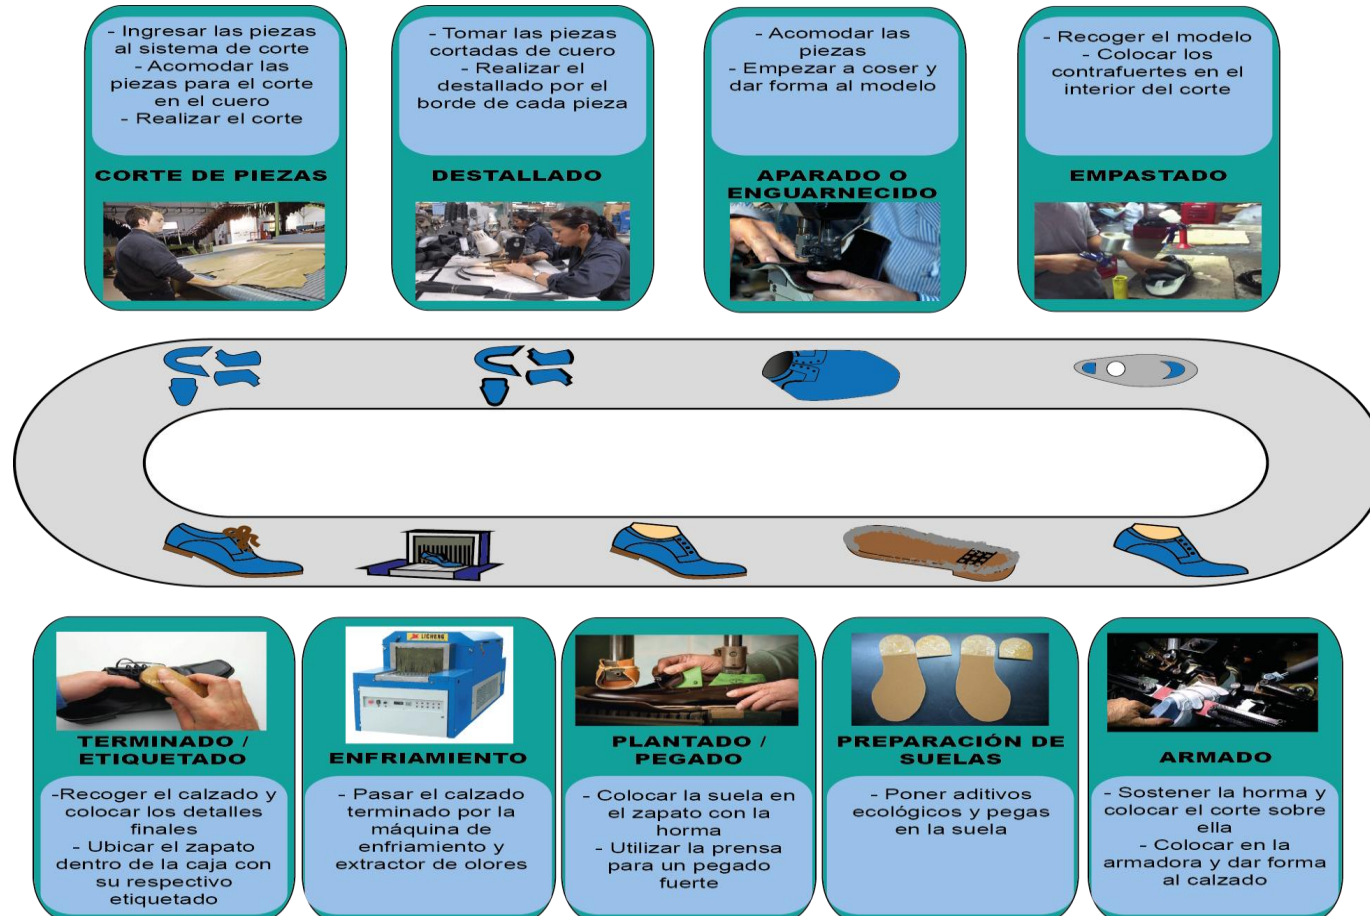 - Ingresar las piezas
al sistema de corte
- Acomodar las
piezas para el corte
en el cuero
- Realizar el corte
CORTE DE PIEZAS
- Tomar las piezas
cortadas de cuero
- Realizar el
destallado por el
borde de cada pieza
DESTALLADO
- Acomodar las
piezas
- Empezar a coser y
dar forma al modelo
APARADO O
ENGUARNECIDO
- Recoger el modelo
- Colocar los
contrafuertes en el
interior del corte
EMPASTADO
TERMINADO /
ETIQUETADO
-Recoger el calzado y
colocar los detalles
finales
- Ubicar el zapato
dentro de la caja con
su respectivo
etiquetado
LICHENG
ENFRIAMIENTO
- Pasar el calzado
terminado por la
máquina de
enfriamiento y
extractor de olores
PLANTADO /
PEGADO
- Colocar la suela en
el zapato con la
horma
- Utilizar la prensa
para un pegado
fuerte
PREPARACIÓN DE
SUELAS
- Poner aditivos
ecológicos y pegas
en la suela
ARMADO
- Sostener la horma y
colocar el corte sobre
ella
- Colocar en la
armadora y dar forma
al calzado